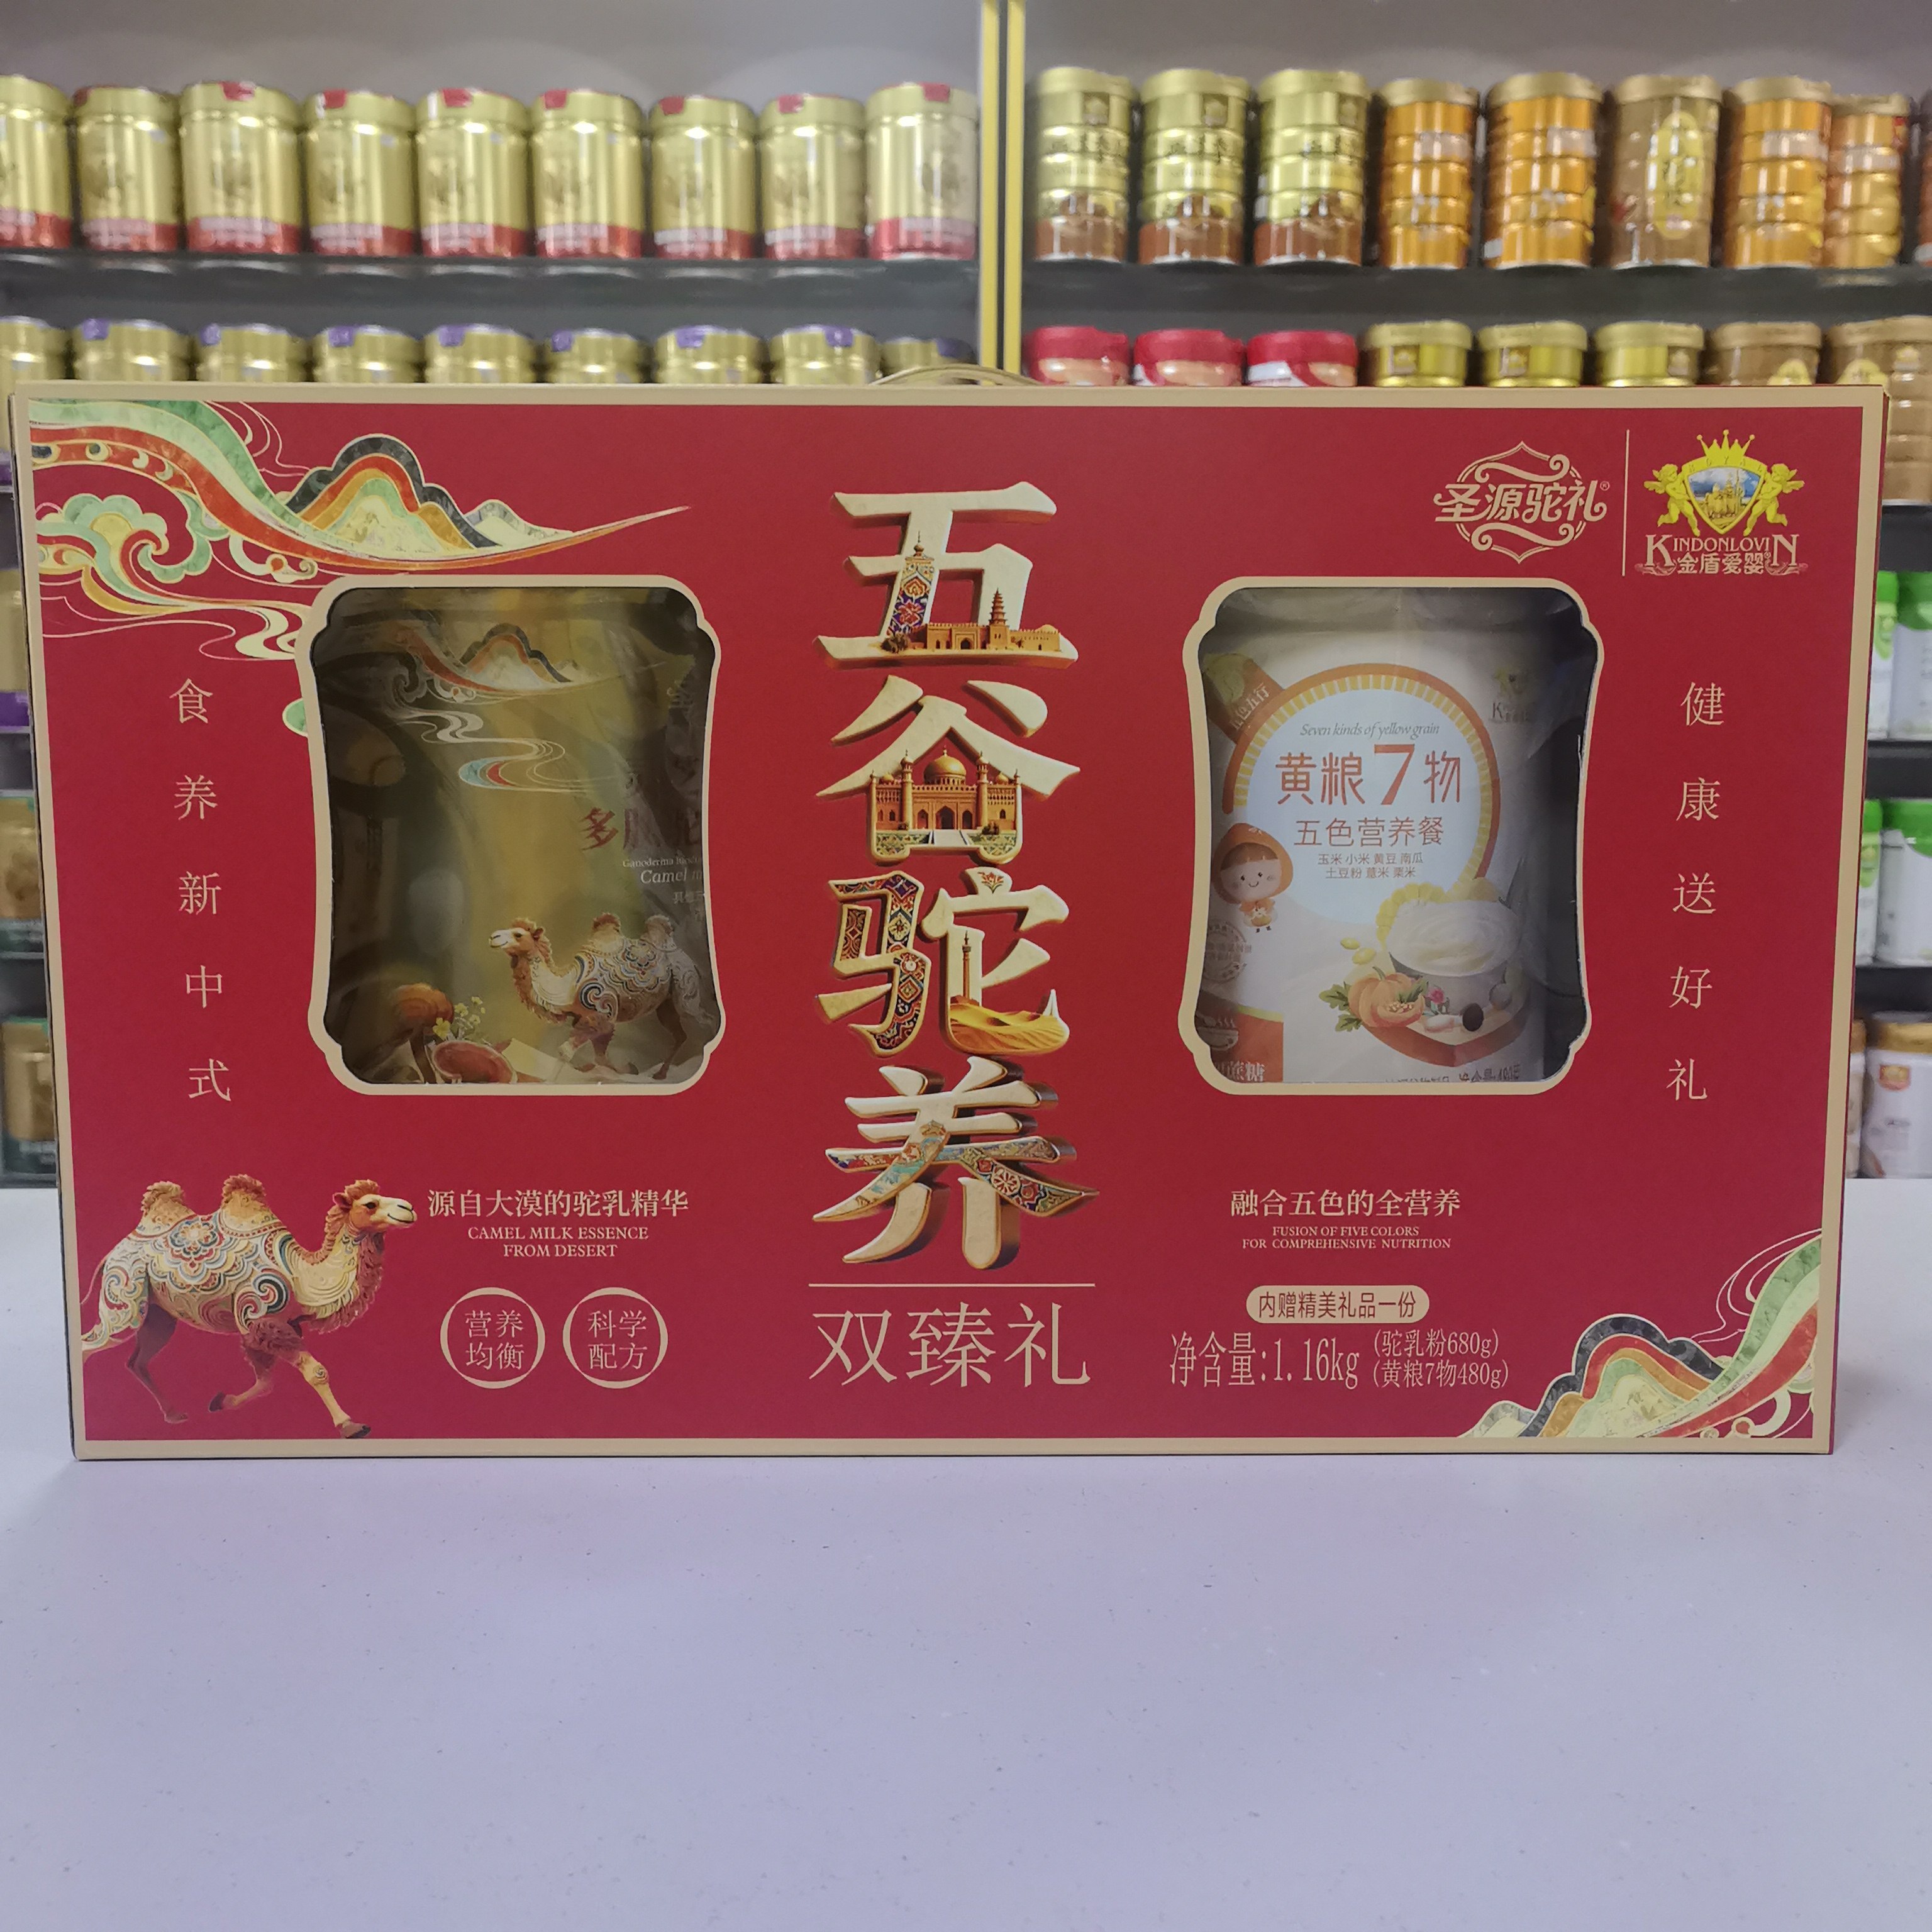 圣源驼礼®
KINDONLOVIN
金盾爱婴®
五谷驼养
双臻礼
食养新中式
健康送好礼
多
Camel m
Seven kinds of yellow grain
黄粮7物
五色营养餐
玉米 小米 黄豆 南瓜
土豆粉 薏米 粟米
蔗糖
源自大漠的驼乳精华
CAMEL MILK ESSENCE
FROM DESERT
营养
均衡
科学
配方
融合五色的全营养
FUSION OF FIVE COLORS
FOR COMPREHENSIVE NUTRITION
内赠精美礼品一份
净含量:1.16kg (驼乳粉680g)
(黄粮7物480g)